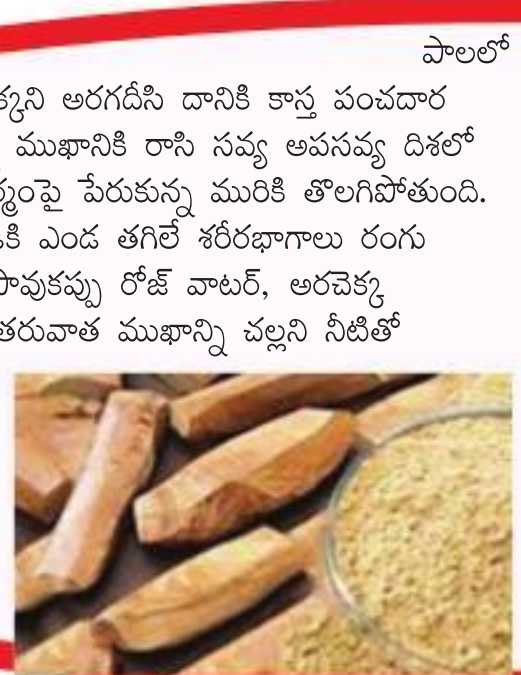 పాలలో
క్కని అరగదీసి దానికి కాస్త పంచదార
ముఖానికి రాసి సవ్య అపసవ్య దిశలో
ర్మంపై పేరుకున్న మురికి తొలగిపోతుంది.
కి ఎండ తగిలే శరీరభాగాలు రంగు
పావుకప్పు రోజ్ వాటర్, అరచెక్క
తరువాత ముఖాన్ని చల్లని నీటితో